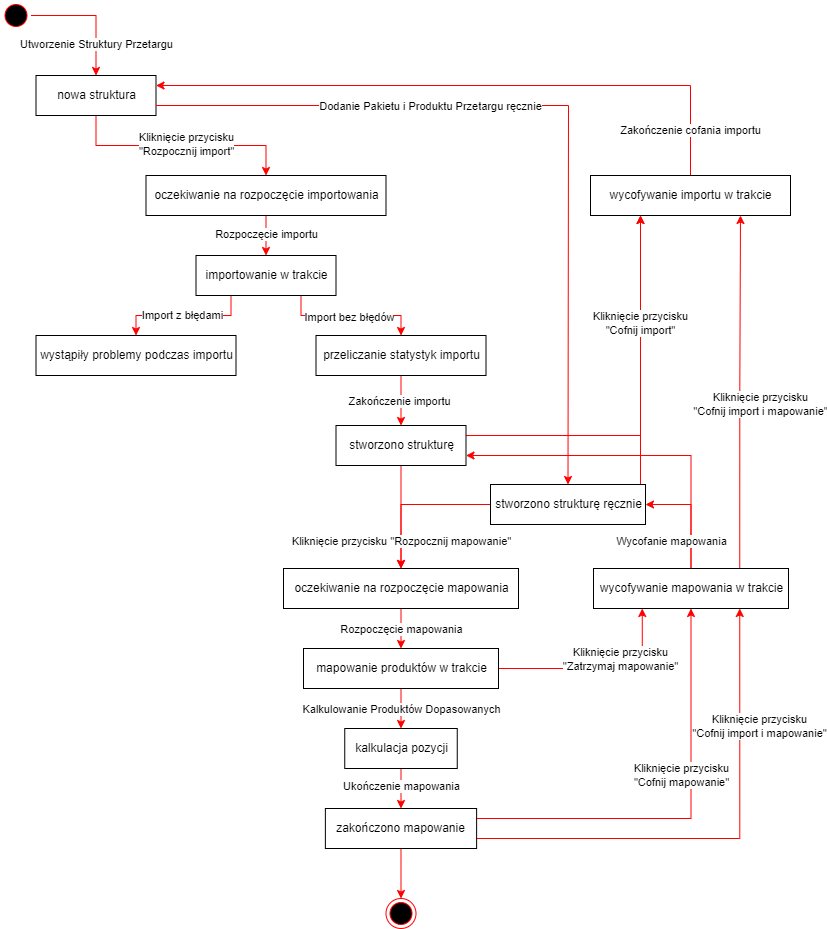 Utworzenie Struktury Przetargu
nowa struktura
Dodanie Pakietu i Produktu Przetargu ręcznie
Zakończenie cofania importu
Kliknięcie przycisku
"Rozpocznij import"
oczekiwanie na rozpoczęcie importowania
wycofywanie importu w trakcie
Rozpoczęcie importu
importowanie w trakcie
Import z błędami
Import bez błędów
Kliknięcie przycisku
"Cofnij import"
wystąpiły problemy podczas importu
przeliczanie statystyk importu
Zakończenie importu
Kliknięcie przycisku
"Cofnij import i mapowanie"
stworzono strukturę
stworzono strukturę ręcznie
Kliknięcie przycisku "Rozpocznij mapowanie"
Wycofanie mapowania
oczekiwanie na rozpoczęcie mapowania
wycofywanie mapowania w trakcie
Rozpoczęcie mapowania
mapowanie produktów w trakcie
Kliknięcie przycisku
"Zatrzymaj mapowanie"
Kalkulowanie Produktów Dopasowanych
Kliknięcie przycisku
"Cofnij import i mapowanie"
kalkulacja pozycji
Kliknięcie przycisku
"Cofnij mapowanie"
Ukończenie mapowania
zakończono mapowanie